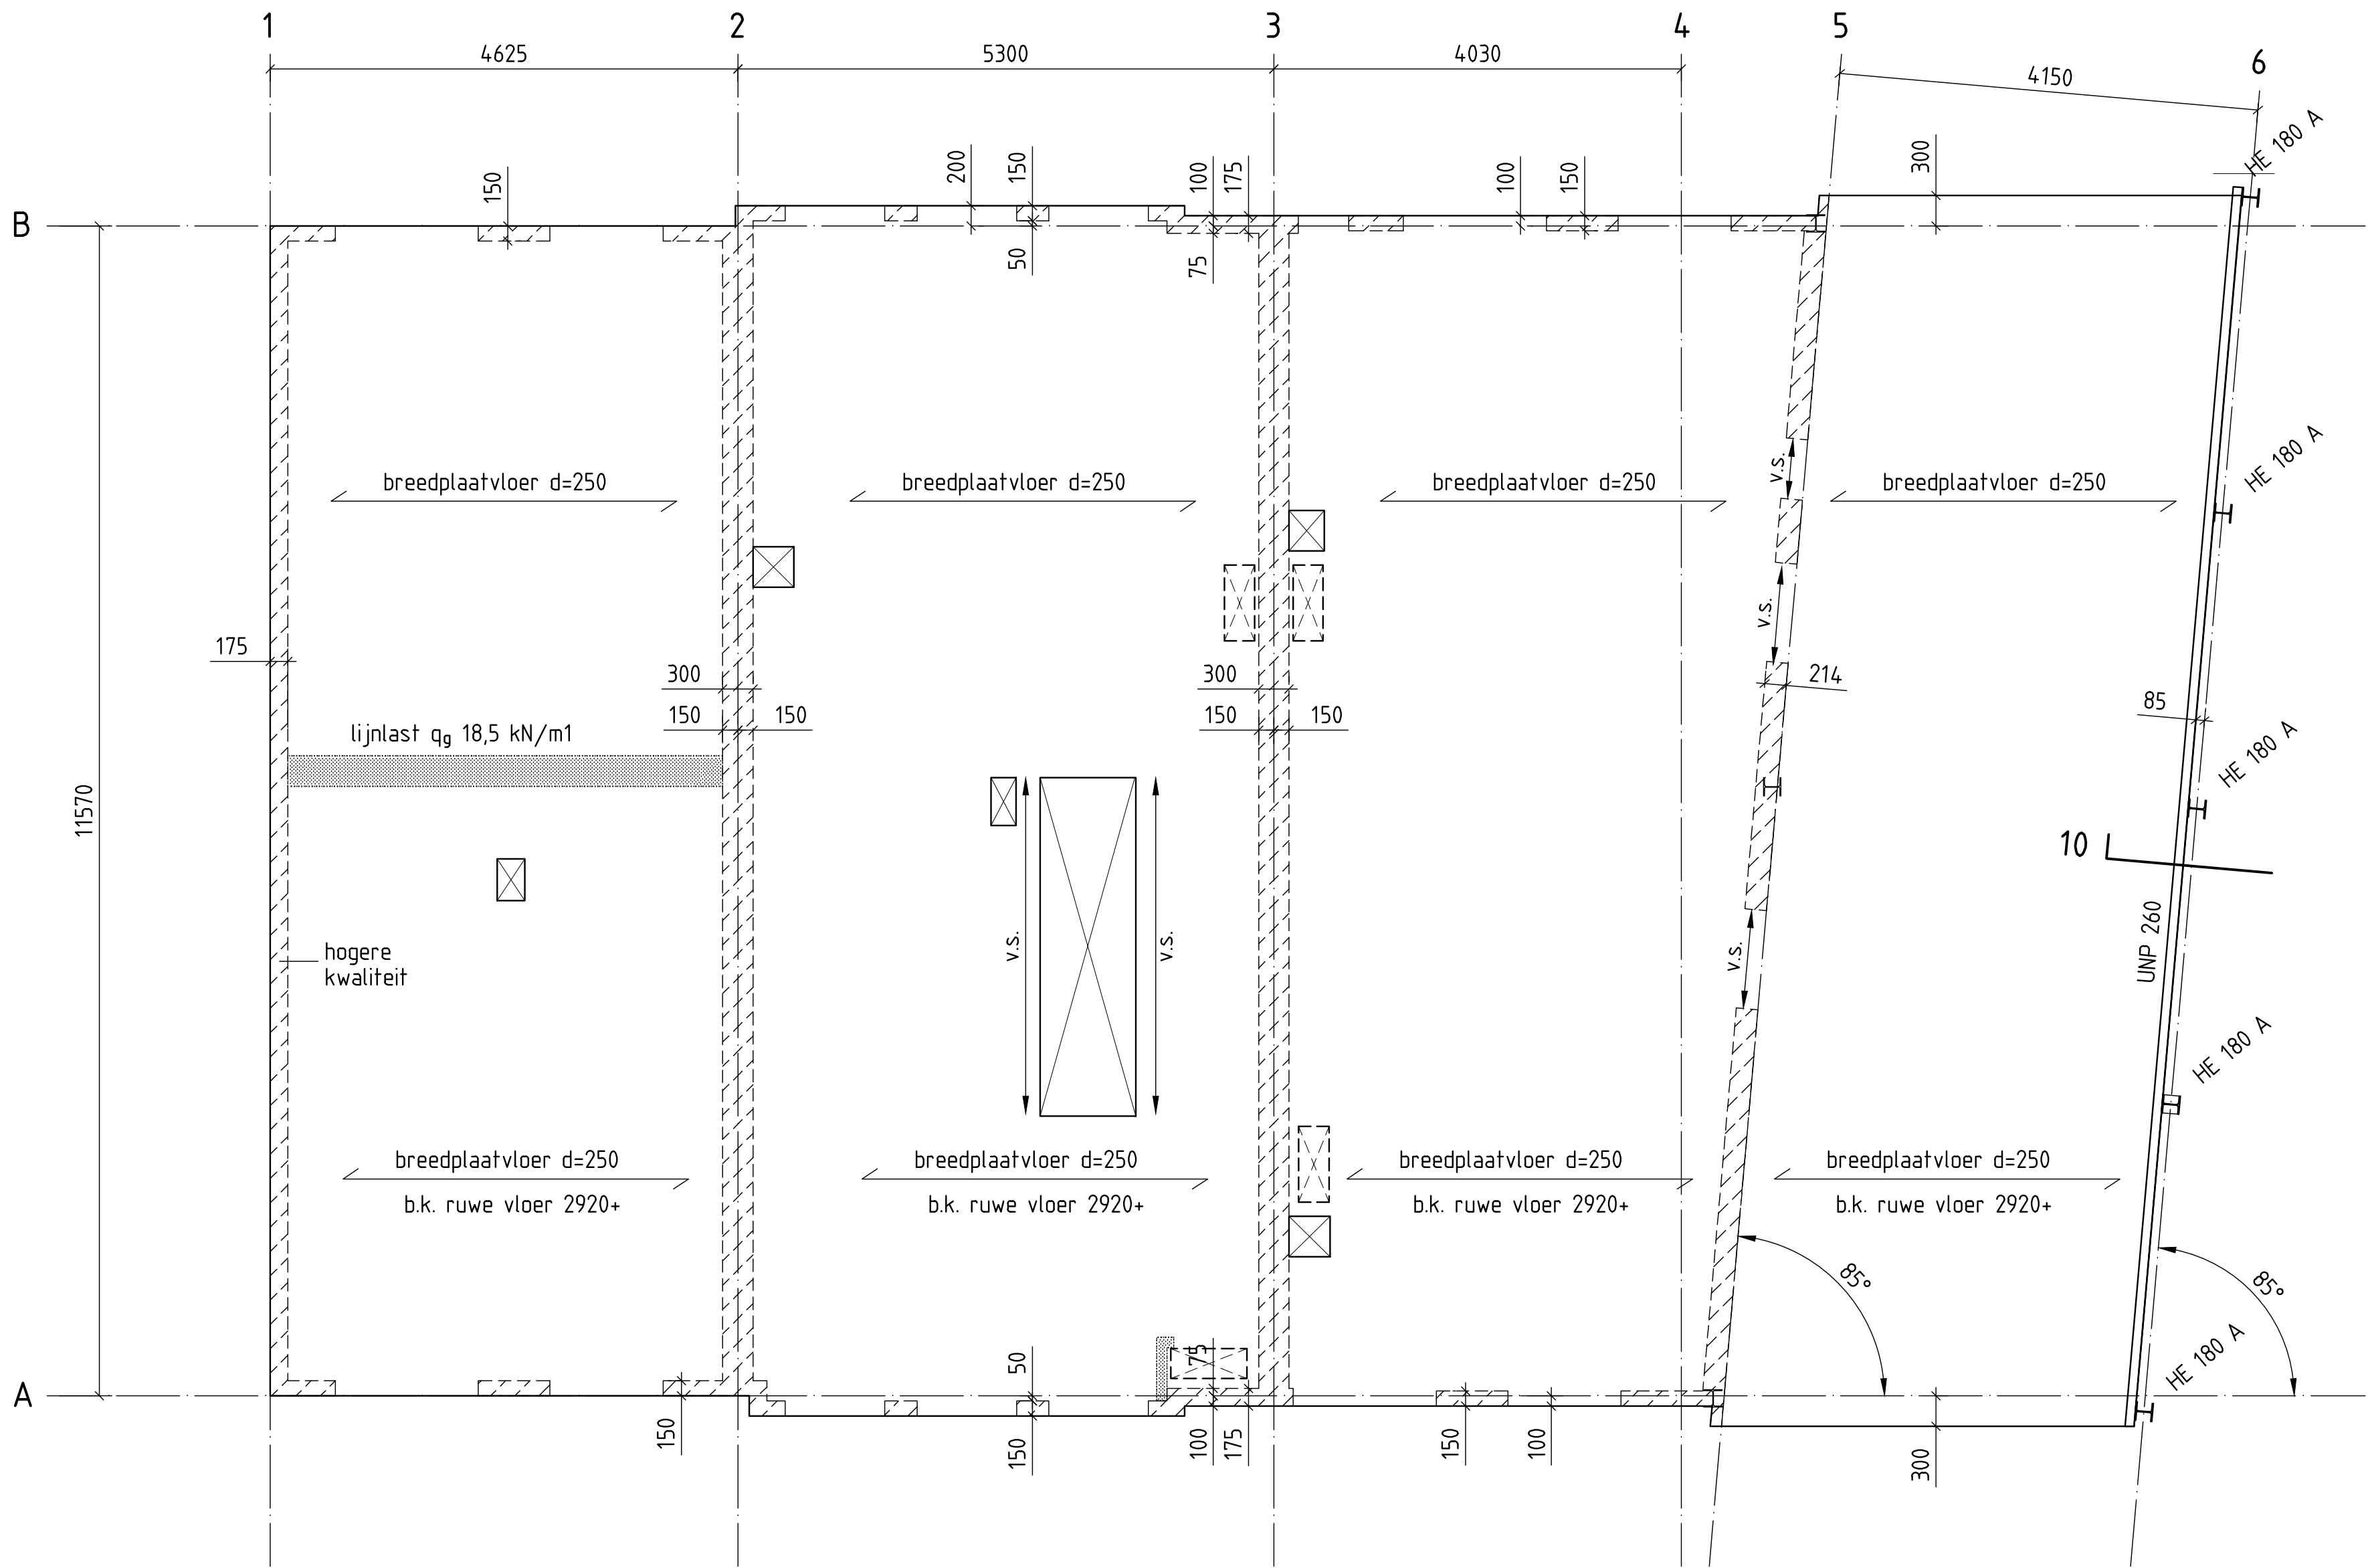 1
2
3
4
5
6
4625
5300
4030
4150
HE 180 A
150
200
150
100
175
100
150
300
B
50
75
HE 180 A
breedplaatvloer d=250
breedplaatvloer d=250
breedplaatvloer d=250
breedplaatvloer d=250
v.s.
v.s.
175
300
300
214
150
150
150
150
85
lijnlast qg 18,5 kN/m1
HE 180 A
11570
10
hogere
kwaliteit
v.s.
v.s.
v.s.
UNP 260
HE 180 A
breedplaatvloer d=250
b.k. ruwe vloer 2920+
breedplaatvloer d=250
b.k. ruwe vloer 2920+
breedplaatvloer d=250
b.k. ruwe vloer 2920+
breedplaatvloer d=250
b.k. ruwe vloer 2920+
85°
85°
HE 180 A
50
75
A
150
150
100
175
150
100
300